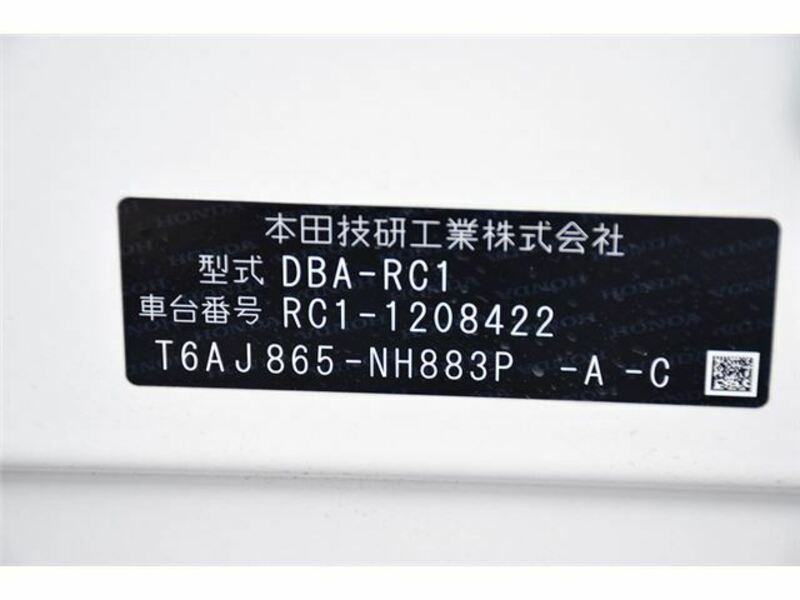 本田技研工業株式会社
型式 DBA-RC1
車台番号 RC1-1208422
T6AJ865-NH883P -A-C